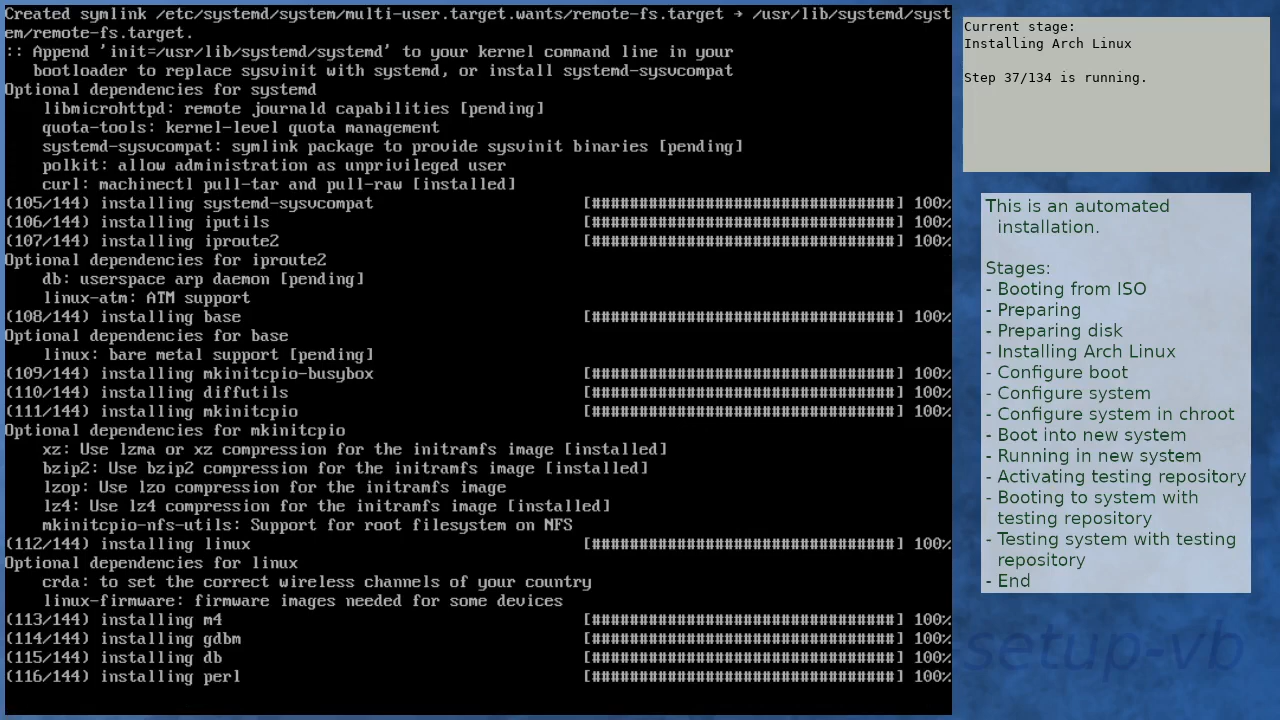 Created symlink /etc/systemd/system/multi-user.target.wants/remote-fs.target → /usr/lib/systemd/syst
em/remote-fs.target.
:: Append 'init=/usr/lib/systemd/systemd' to your kernel command line in your
   bootloader to replace sysvinit with systemd, or install systemd-sysvcompat
Optional dependencies for systemd
    libmicrohttpd: remote journald capabilities [pending]
    quota-tools: kernel-level quota management
    systemd-sysvcompat: symlink package to provide sysvinit binaries [pending]
    polkit: allow administration as unprivileged user
    curl: machinectl pull-tar and pull-raw [installed]
(105/144) installing systemd-sysvcompat [################################] 100%
(106/144) installing iputils [################################] 100%
(107/144) installing iproute2 [################################] 100%
Optional dependencies for iproute2
    db: userspace arp daemon [pending]
    linux-atm: ATM support
(108/144) installing base [################################] 100%
Optional dependencies for base
    linux: bare metal support [pending]
(109/144) installing mkinitcpio-busybox [################################] 100%
(110/144) installing diffutils [################################] 100%
(111/144) installing mkinitcpio [################################] 100%
Optional dependencies for mkinitcpio
    xz: Use lzma or xz compression for the initramfs image [installed]
    bzip2: Use bzip2 compression for the initramfs image [installed]
    lzop: Use lzo compression for the initramfs image
    lz4: Use lz4 compression for the initramfs image [installed]
    mkinitcpio-nfs-utils: Support for root filesystem on NFS
(112/144) installing linux [################################] 100%
Optional dependencies for linux
    crda: to set the correct wireless channels of your country
    linux-firmware: firmware images needed for some devices
(113/144) installing m4 [################################] 100%
(114/144) installing gdbm [################################] 100%
(115/144) installing db [################################] 100%
(116/144) installing perl [################################] 100%
Current stage:
Installing Arch Linux
Step 37/134 is running.
This is an automated
installation.
Stages:
- Booting from ISO
- Preparing
- Preparing disk
- Installing Arch Linux
- Configure boot
- Configure system
- Configure system in chroot
- Boot into new system
- Running in new system
- Activating testing repository
- Booting to system with
testing repository
- Testing system with testing
repository
- End
setup-vb